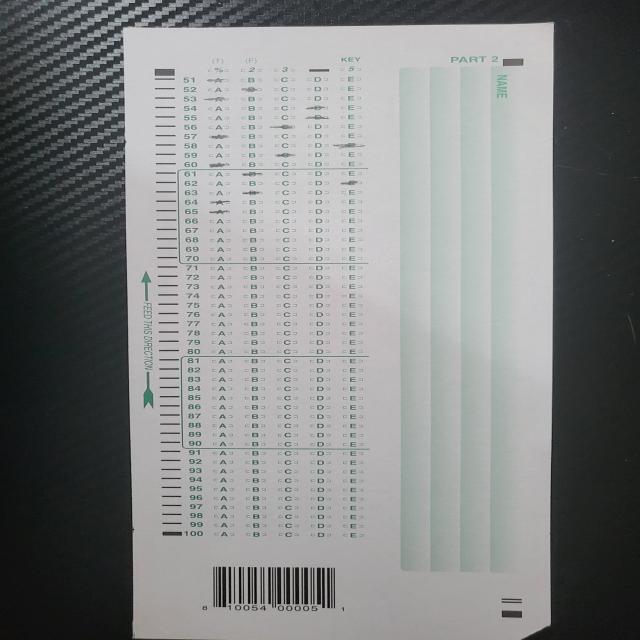 (T) (F) KEY PART 2
% 2 3 5
NAME
51 B C D E
52 A C D E
53 B C D E
54 A B C E
55 A B C E
56 A B D E
57 B C D E
58 A B C D
59 A B D E
60 B C D E
61 A C D E
62 A B C D
63 A C D E
64 B C D E
65 B C D E
66 A B C D E
67 A B C D E
68 A B C D E
69 A B C D E
70 A B C D E
71 A B C D E
72 A B C D E
73 A B C D E
74 A B C D E
75 A B C D E
76 A B C D E
77 A B C D E
78 A B C D E
79 A B C D E
80 A B C D E
81 A B C D E
82 A B C D E
83 A B C D E
84 A B C D E
85 A B C D E
86 A B C D E
87 A B C D E
88 A B C D E
89 A B C D E
90 A B C D E
91 A B C D E
92 A B C D E
93 A B C D E
94 A B C D E
95 A B C D E
96 A B C D E
97 A B C D E
98 A B C D E
99 A B C D E
100 A B C D E
FEED THIS DIRECTION
8 10054 00005 1